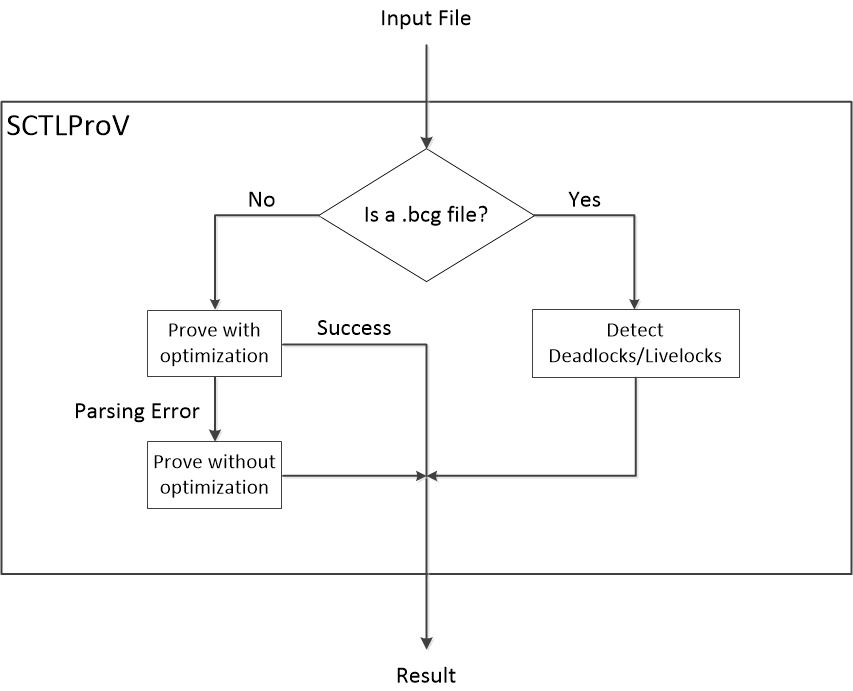 Input File
SCTLProV
Is a .bcg file?
No
Yes
Prove with
optimization
Success
Detect
Deadlocks/Livelocks
Parsing Error
Prove without
optimization
Result